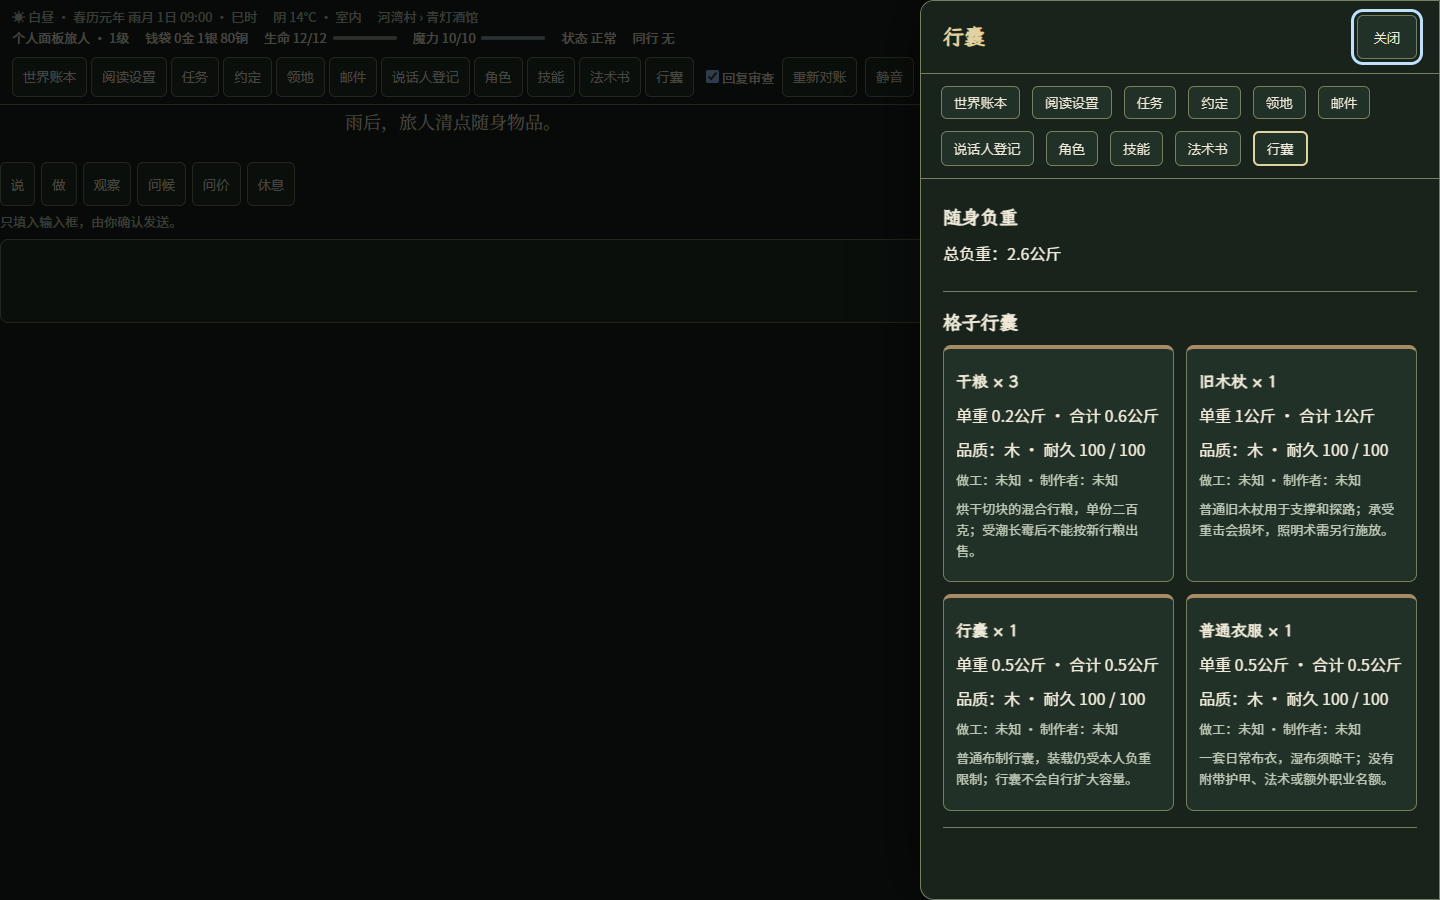 ☀ 白昼 · 春历元年 雨月 1日 09:00 · 巳时 阴 14°C · 室内 河湾村 › 青灯酒馆
个人面板旅人 · 1级 钱袋 0金 1银 80铜 生命 12/12 魔力 10/10 状态 正常 同行 无
世界账本 阅读设置 任务 约定 领地 邮件 说话人登记 角色 技能 法术书 行囊 回复审查 重新对账 静音
雨后，旅人清点随身物品。
说 做 观察 问候 问价 休息
只填入输入框，由你确认发送。
行囊
关闭
世界账本 阅读设置 任务 约定 领地 邮件
说话人登记 角色 技能 法术书 行囊
随身负重
总负重：2.6公斤
格子行囊
干粮 × 3
单重 0.2公斤 · 合计 0.6公斤
品质：木 · 耐久 100 / 100
做工：未知 · 制作者：未知
烘干切块的混合行粮，单份二百
克；受潮长霉后不能按新行粮出
售。
旧木杖 × 1
单重 1公斤 · 合计 1公斤
品质：木 · 耐久 100 / 100
做工：未知 · 制作者：未知
普通旧木杖用于支撑和探路；承受
重击会损坏，照明术需另行施放。
行囊 × 1
单重 0.5公斤 · 合计 0.5公斤
品质：木 · 耐久 100 / 100
做工：未知 · 制作者：未知
普通布制行囊，装载仍受本人负重
限制；行囊不会自行扩大容量。
普通衣服 × 1
单重 0.5公斤 · 合计 0.5公斤
品质：木 · 耐久 100 / 100
做工：未知 · 制作者：未知
一套日常布衣，湿布须晾干；没有
附带护甲、法术或额外职业名额。